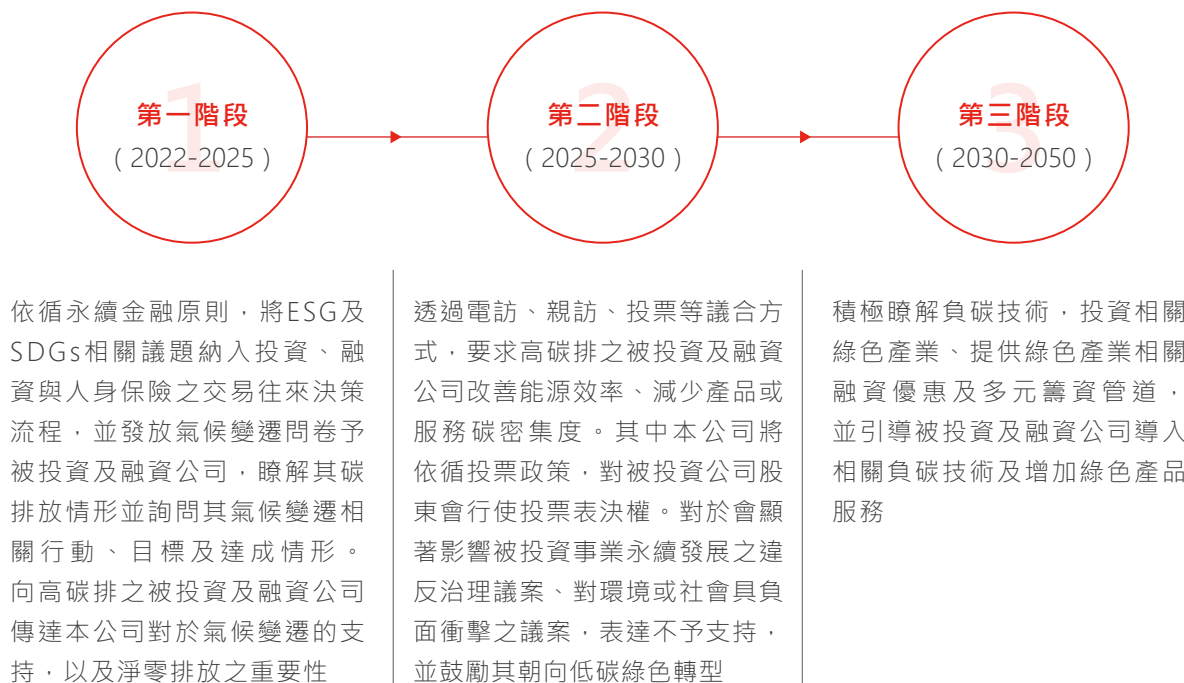 1
第一階段
（2022-2025）
2
第二階段
（2025-2030）
3
第三階段
（2030-2050）
依循永續金融原則，將ESG及
SDGs相關議題納入投資、融
資與人身保險之交易往來決策
流程，並發放氣候變遷問卷予
被投資及融資公司，瞭解其碳
排放情形並詢問其氣候變遷相
關行動、目標及達成情形。
向高碳排之被投資及融資公司
傳達本公司對於氣候變遷的支
持，以及淨零排放之重要性
透過電訪、親訪、投票等議合方
式，要求高碳排之被投資及融資
公司改善能源效率、減少產品或
服務碳密集度。其中本公司將
依循投票政策，對被投資公司股
東會行使投票表決權。對於會顯
著影響被投資事業永續發展之違
反治理議案、對環境或社會具負
面衝擊之議案，表達不予支持，
並鼓勵其朝向低碳綠色轉型
積極瞭解負碳技術，投資相關
綠色產業、提供綠色產業相關
融資優惠及多元籌資管道，
並引導被投資及融資公司導入
相關負碳技術及增加綠色產品
服務